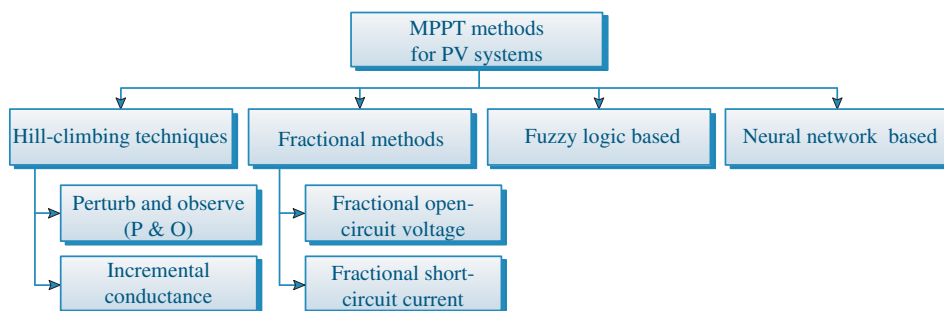 MPPT methods
for PV systems
Hill-climbing techniques
Fractional methods
Fuzzy logic based
Neural network based
Perturb and observe
(P & O)
Fractional open-
circuit voltage
Incremental
conductance
Fractional short-
circuit current